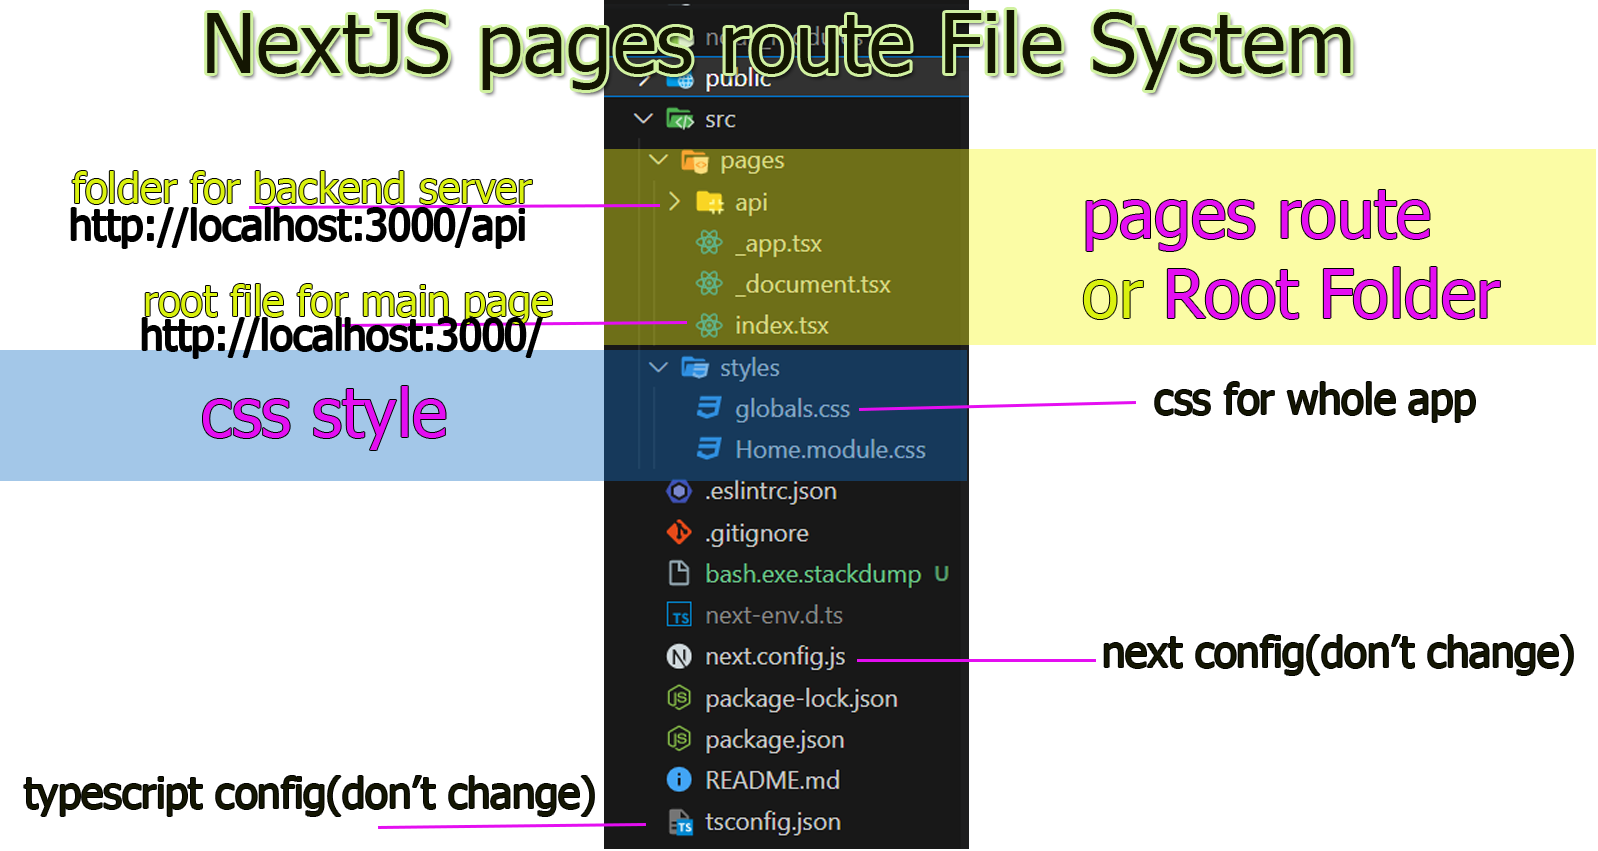 NextJS pages route File System
public
src
pages
folder for backend server
http://localhost:3000/api
api
pages route
or Root Folder
_app.tsx
_document.tsx
root file for main page
http://localhost:3000/
index.tsx
styles
css style
globals.css
css for whole app
Home.module.css
.eslintrc.json
.gitignore
bash.exe.stackdump U
next-env.d.ts
next.config.js
next config(don’t change)
package-lock.json
package.json
README.md
typescript config(don’t change)
tsconfig.json